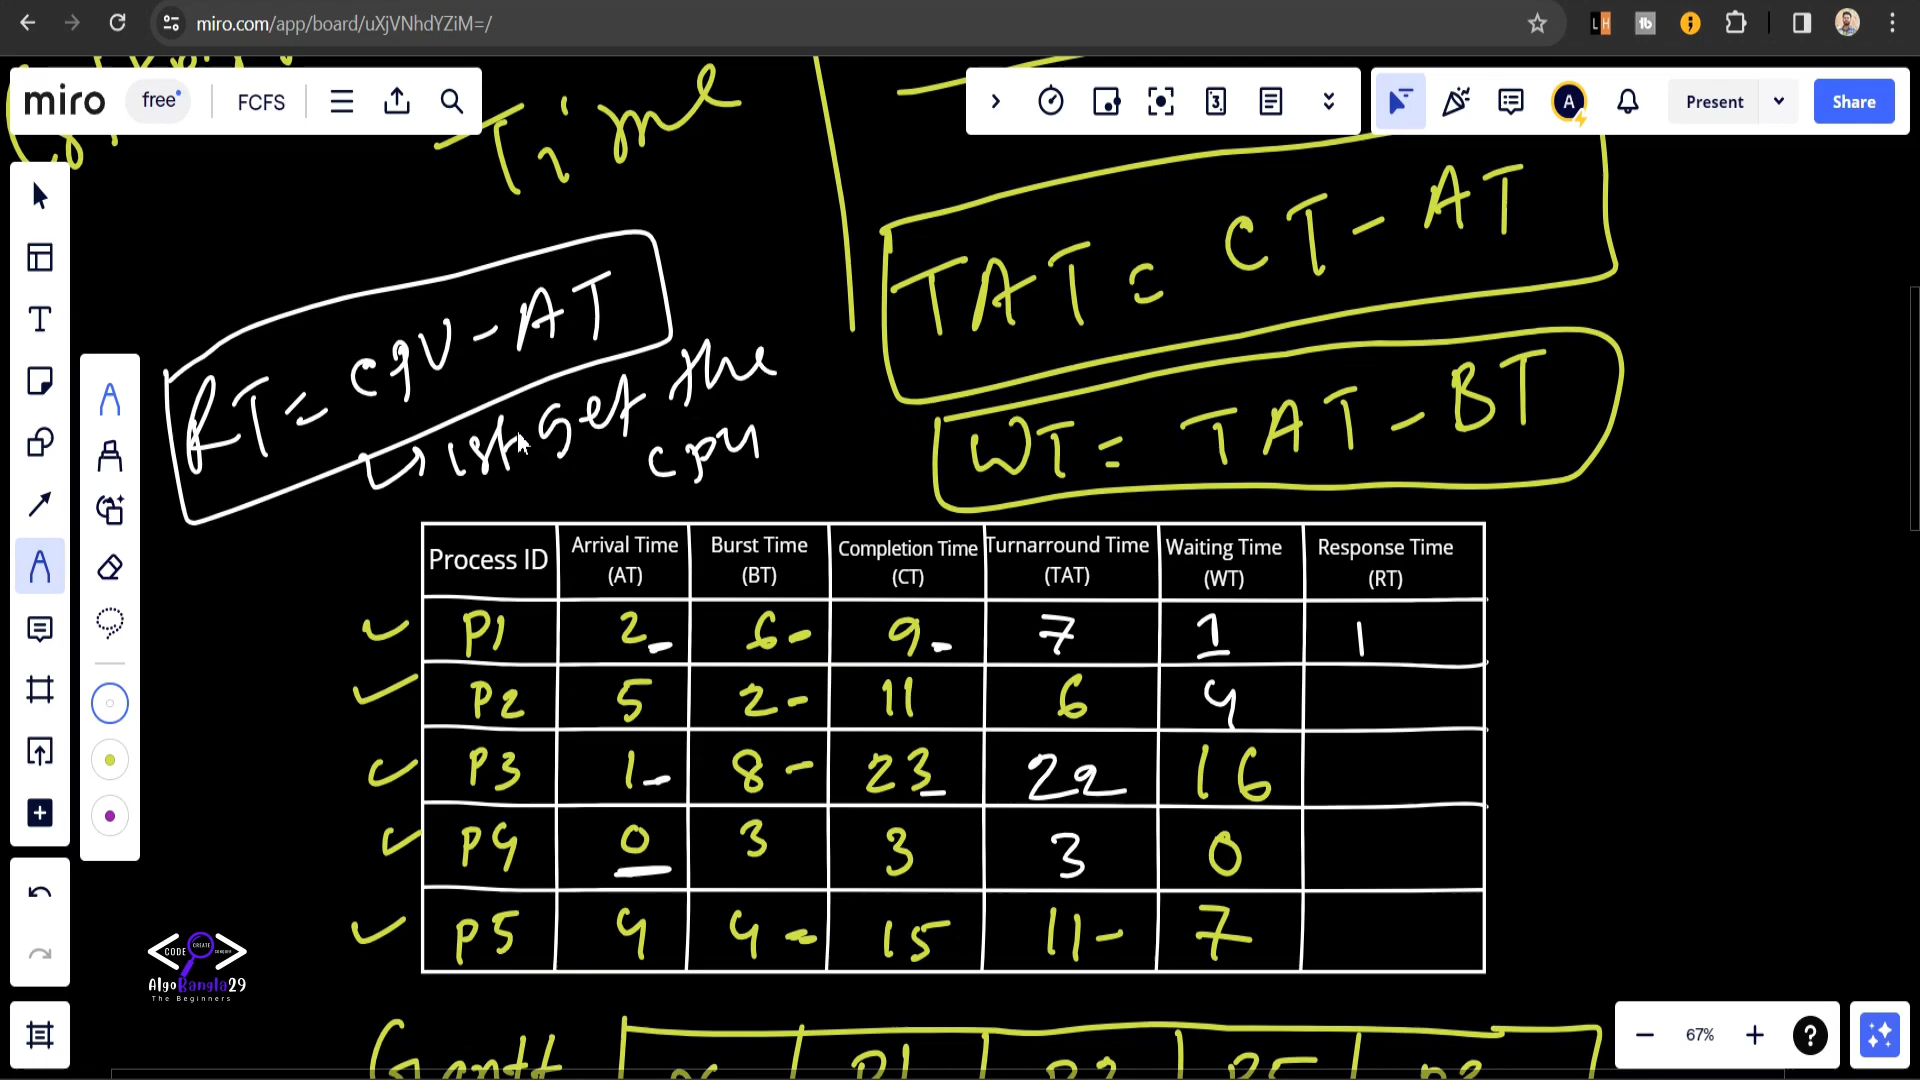 miro.com/app/board/uXjVNhdYZiM=/
miro free FCFS
Present
Share
Time
TAT = CT - AT
RT = CPU - AT
1st get the
CPU
WT = TAT - BT
Process ID Arrival Time (AT) Burst Time (BT) Completion Time (CT) Turnarround Time (TAT) Waiting Time (WT) Response Time (RT)
P1 2 6 9 7 1 1
P2 5 2 11 6 4
P3 1 8 23 22 16
P4 0 3 3 3 0
P5 4 4 15 11 7
CODE CREATE
AlgoBangla29
The Beginners
Gantt
67%